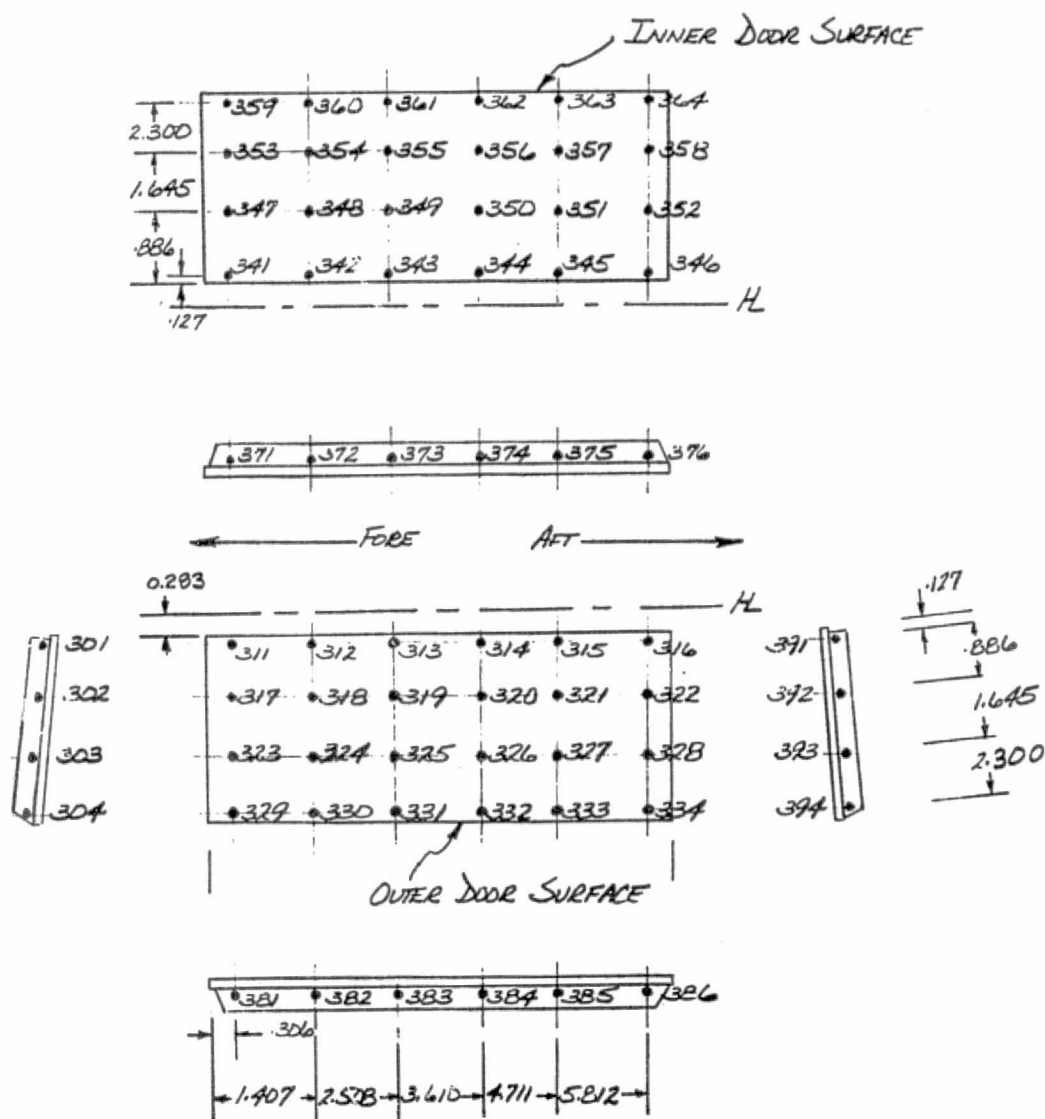 INNER DOOR SURFACE
359 360 361 362 363 364
2.300
353 354 355 356 357 358
1.645
347 348 349 350 351 352
.886
341 342 343 344 345 346
.127
HL
371 372 373 374 375 376
FORE AFT
0.283
HL
.127
301 311 312 313 314 315 316 391
.886
302 317 318 319 320 321 322 392
1.645
303 323 324 325 326 327 328 393
2.300
304 329 330 331 332 333 334 394
OUTER DOOR SURFACE
381 382 383 384 385 386
.306
1.407 2.508 3.610 4.711 5.812